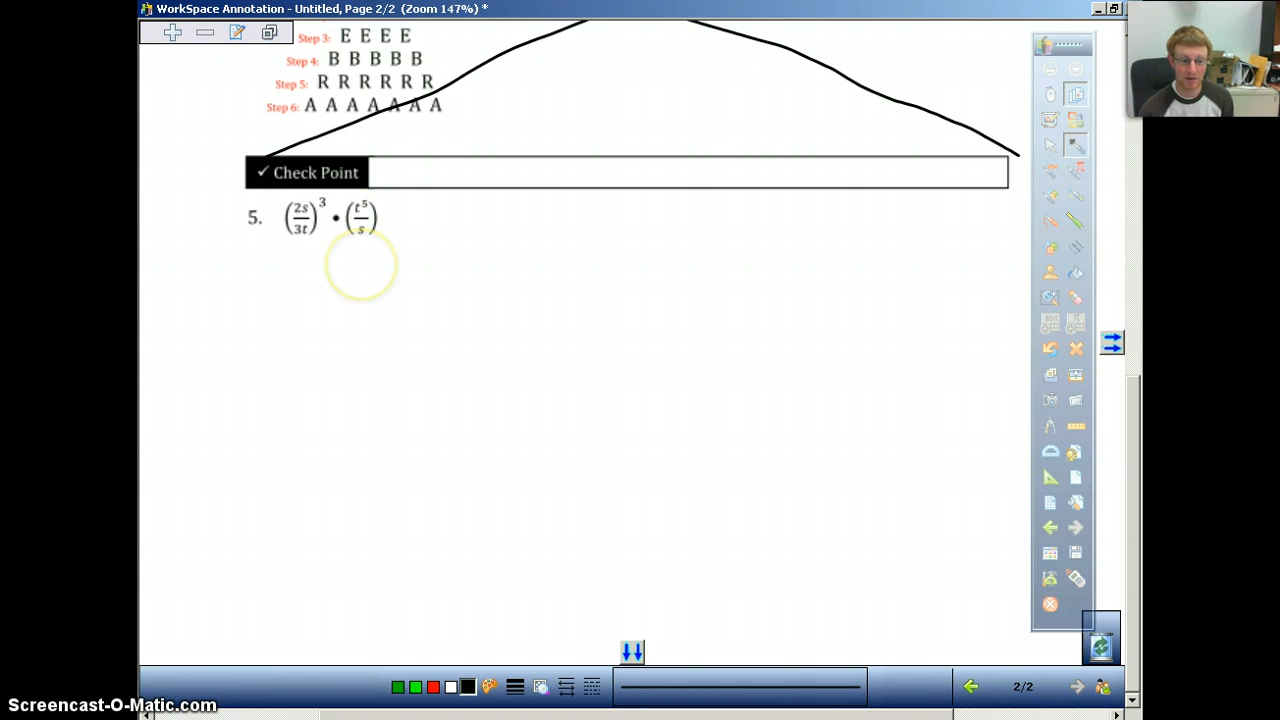 WorkSpace Annotation - Untitled, Page 2/2 (Zoom 147%) *
Step 3: E E E E
Step 4: B B B B B
Step 5: R R R R R R
Step 6: A A A A A A A
✓ Check Point
5. (2s/3t)³ • (t⁵/s)
2/2
Screencast-O-Matic.com